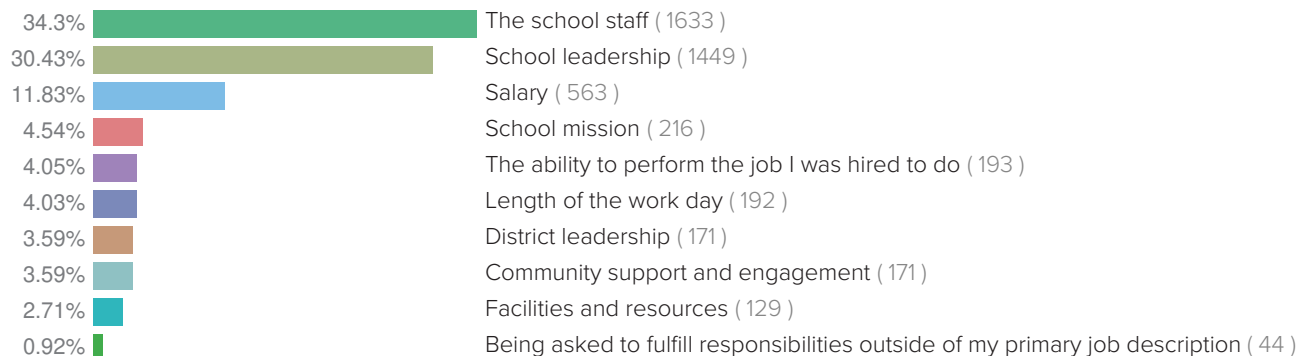 34.3% The school staff ( 1633 )
30.43% School leadership ( 1449 )
11.83% Salary ( 563 )
4.54% School mission ( 216 )
4.05% The ability to perform the job I was hired to do ( 193 )
4.03% Length of the work day ( 192 )
3.59% District leadership ( 171 )
3.59% Community support and engagement ( 171 )
2.71% Facilities and resources ( 129 )
0.92% Being asked to fulfill responsibilities outside of my primary job description ( 44 )